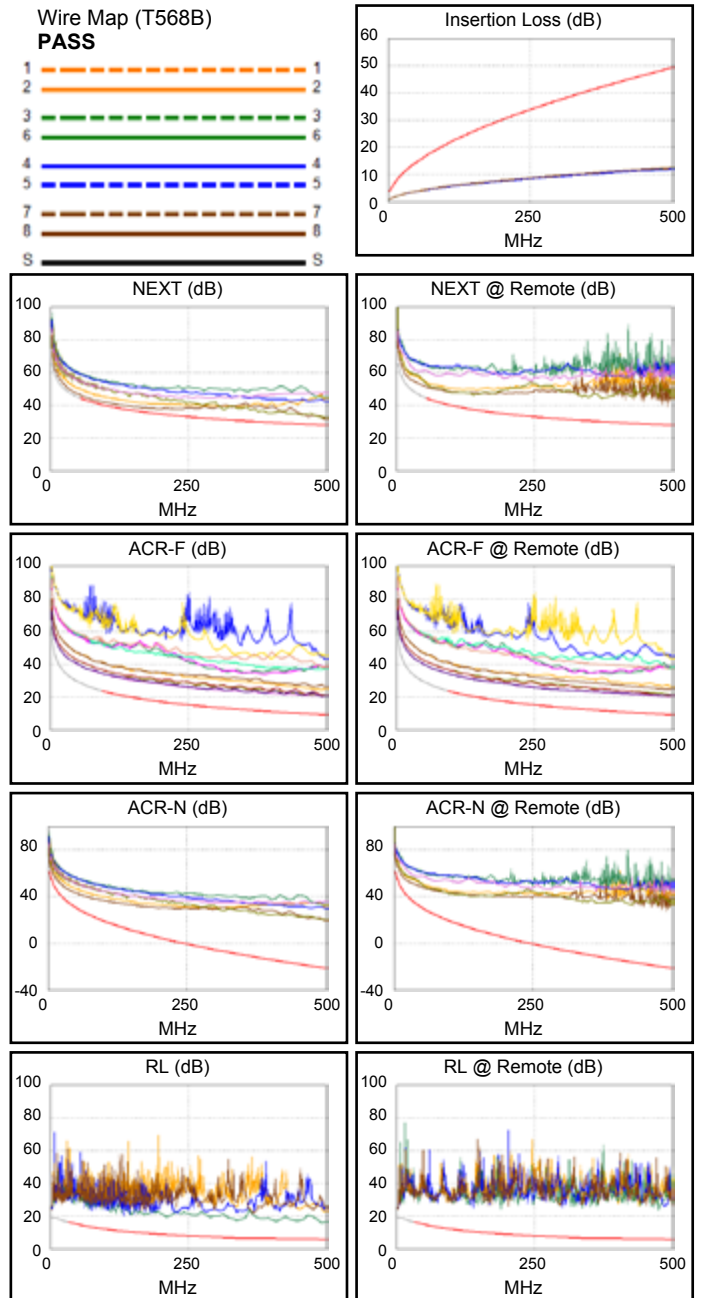 Wire Map (T568B)
PASS
1 1
2 2
3 3
6 6
4 4
5 5
7 7
8 8
S S
Insertion Loss (dB)
60
50
40
30
20
10
0
0 250 500
MHz
NEXT (dB)
100
80
60
40
20
0
0 250 500
MHz
NEXT @ Remote (dB)
100
80
60
40
20
0
0 250 500
MHz
ACR-F (dB)
100
80
60
40
20
0
0 250 500
MHz
ACR-F @ Remote (dB)
100
80
60
40
20
0
0 250 500
MHz
ACR-N (dB)
80
40
0
-40
0 250 500
MHz
ACR-N @ Remote (dB)
80
40
0
-40
0 250 500
MHz
RL (dB)
100
80
60
40
20
0
0 250 500
MHz
RL @ Remote (dB)
100
80
60
40
20
0
0 250 500
MHz